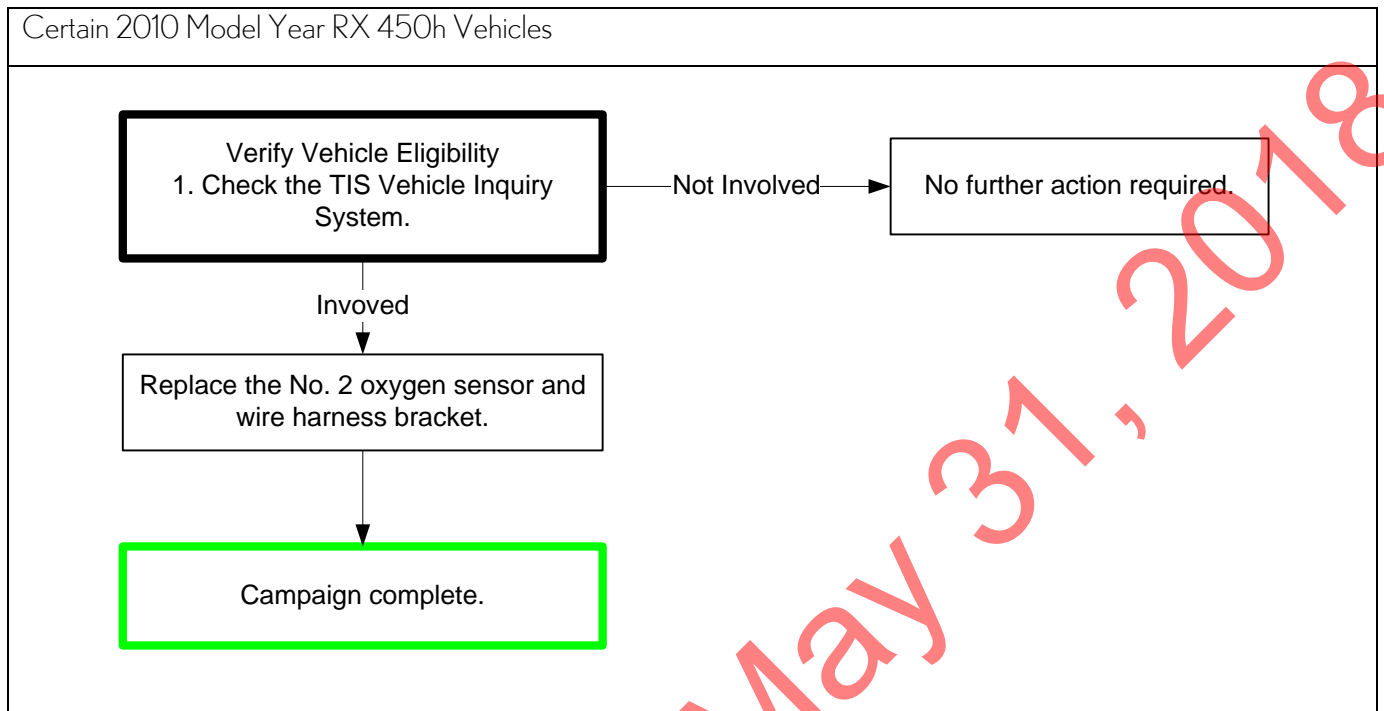 Certain 2010 Model Year RX 450h Vehicles
Verify Vehicle Eligibility
1. Check the TIS Vehicle Inquiry
System.
Not Involved
No further action required.
Invoved
Replace the No. 2 oxygen sensor and
wire harness bracket.
Campaign complete.
May 31, 2018